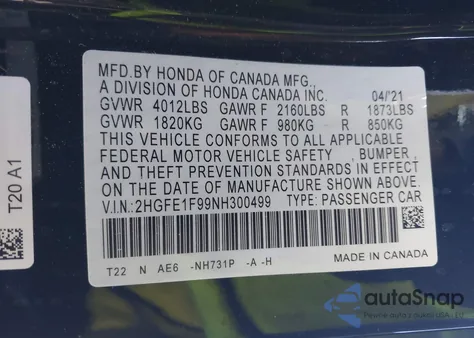 MFD.BY HONDA OF CANADA MFG.,
A DIVISION OF HONDA CANADA INC. 04/'21
GVWR 4012LBS GAWR F 2160LBS R 1873LBS
GVWR 1820KG GAWR F 980KG R 850KG
THIS VEHICLE CONFORMS TO ALL APPLICABLE
FEDERAL MOTOR VEHICLE SAFETY , BUMPER ,
AND THEFT PREVENTION STANDARDS IN EFFECT
ON THE DATE OF MANUFACTURE SHOWN ABOVE.
V.I.N.:2HGFE1F99NH300499 TYPE: PASSENGER CAR
T22 N AE6 -NH731P -A -H MADE IN CANADA
T20 A1
autoSnap